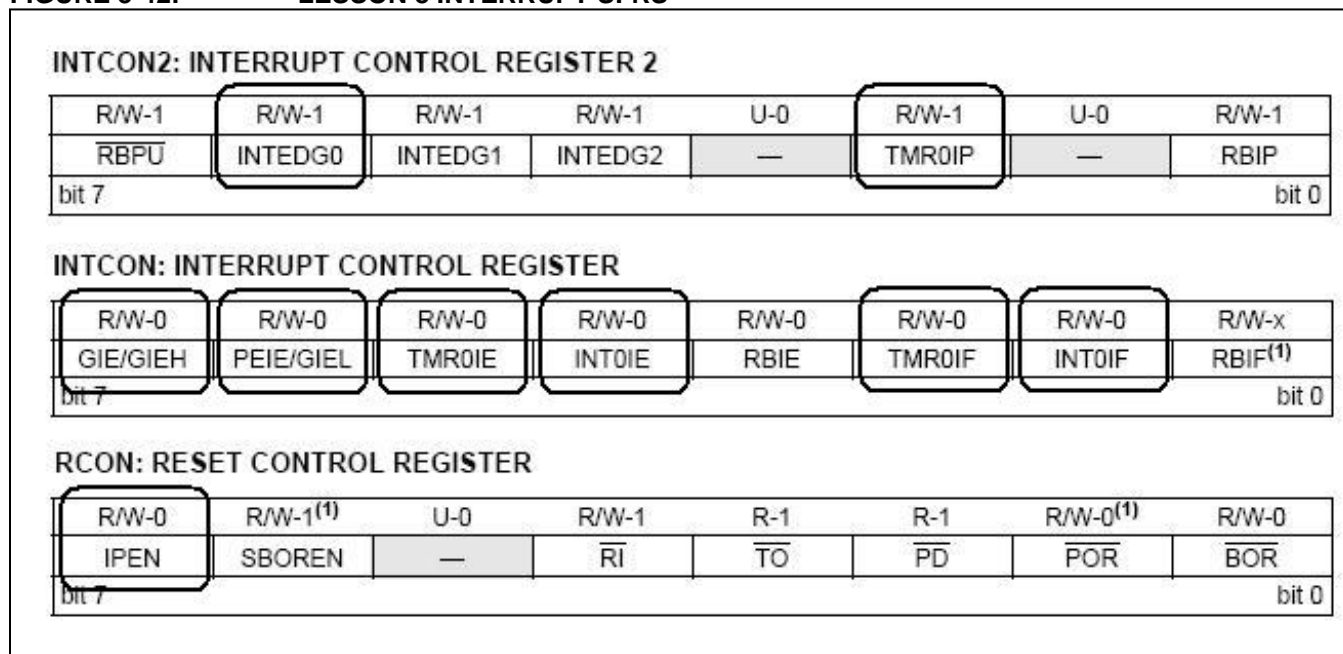 INTCON2: INTERRUPT CONTROL REGISTER 2
R/W-1 R/W-1 R/W-1 R/W-1 U-0 R/W-1 U-0 R/W-1
RBPU INTEDG0 INTEDG1 INTEDG2 — TMR0IP — RBIP
bit 7 bit 0
INTCON: INTERRUPT CONTROL REGISTER
R/W-0 R/W-0 R/W-0 R/W-0 R/W-0 R/W-0 R/W-0 R/W-x
GIE/GIEH PEIE/GIEL TMR0IE INT0IE RBIE TMR0IF INT0IF RBIF(1)
bit 7 bit 0
RCON: RESET CONTROL REGISTER
R/W-0 R/W-1(1) U-0 R/W-1 R-1 R-1 R/W-0(1) R/W-0
IPEN SBOREN — RI TO PD POR BOR
bit 7 bit 0